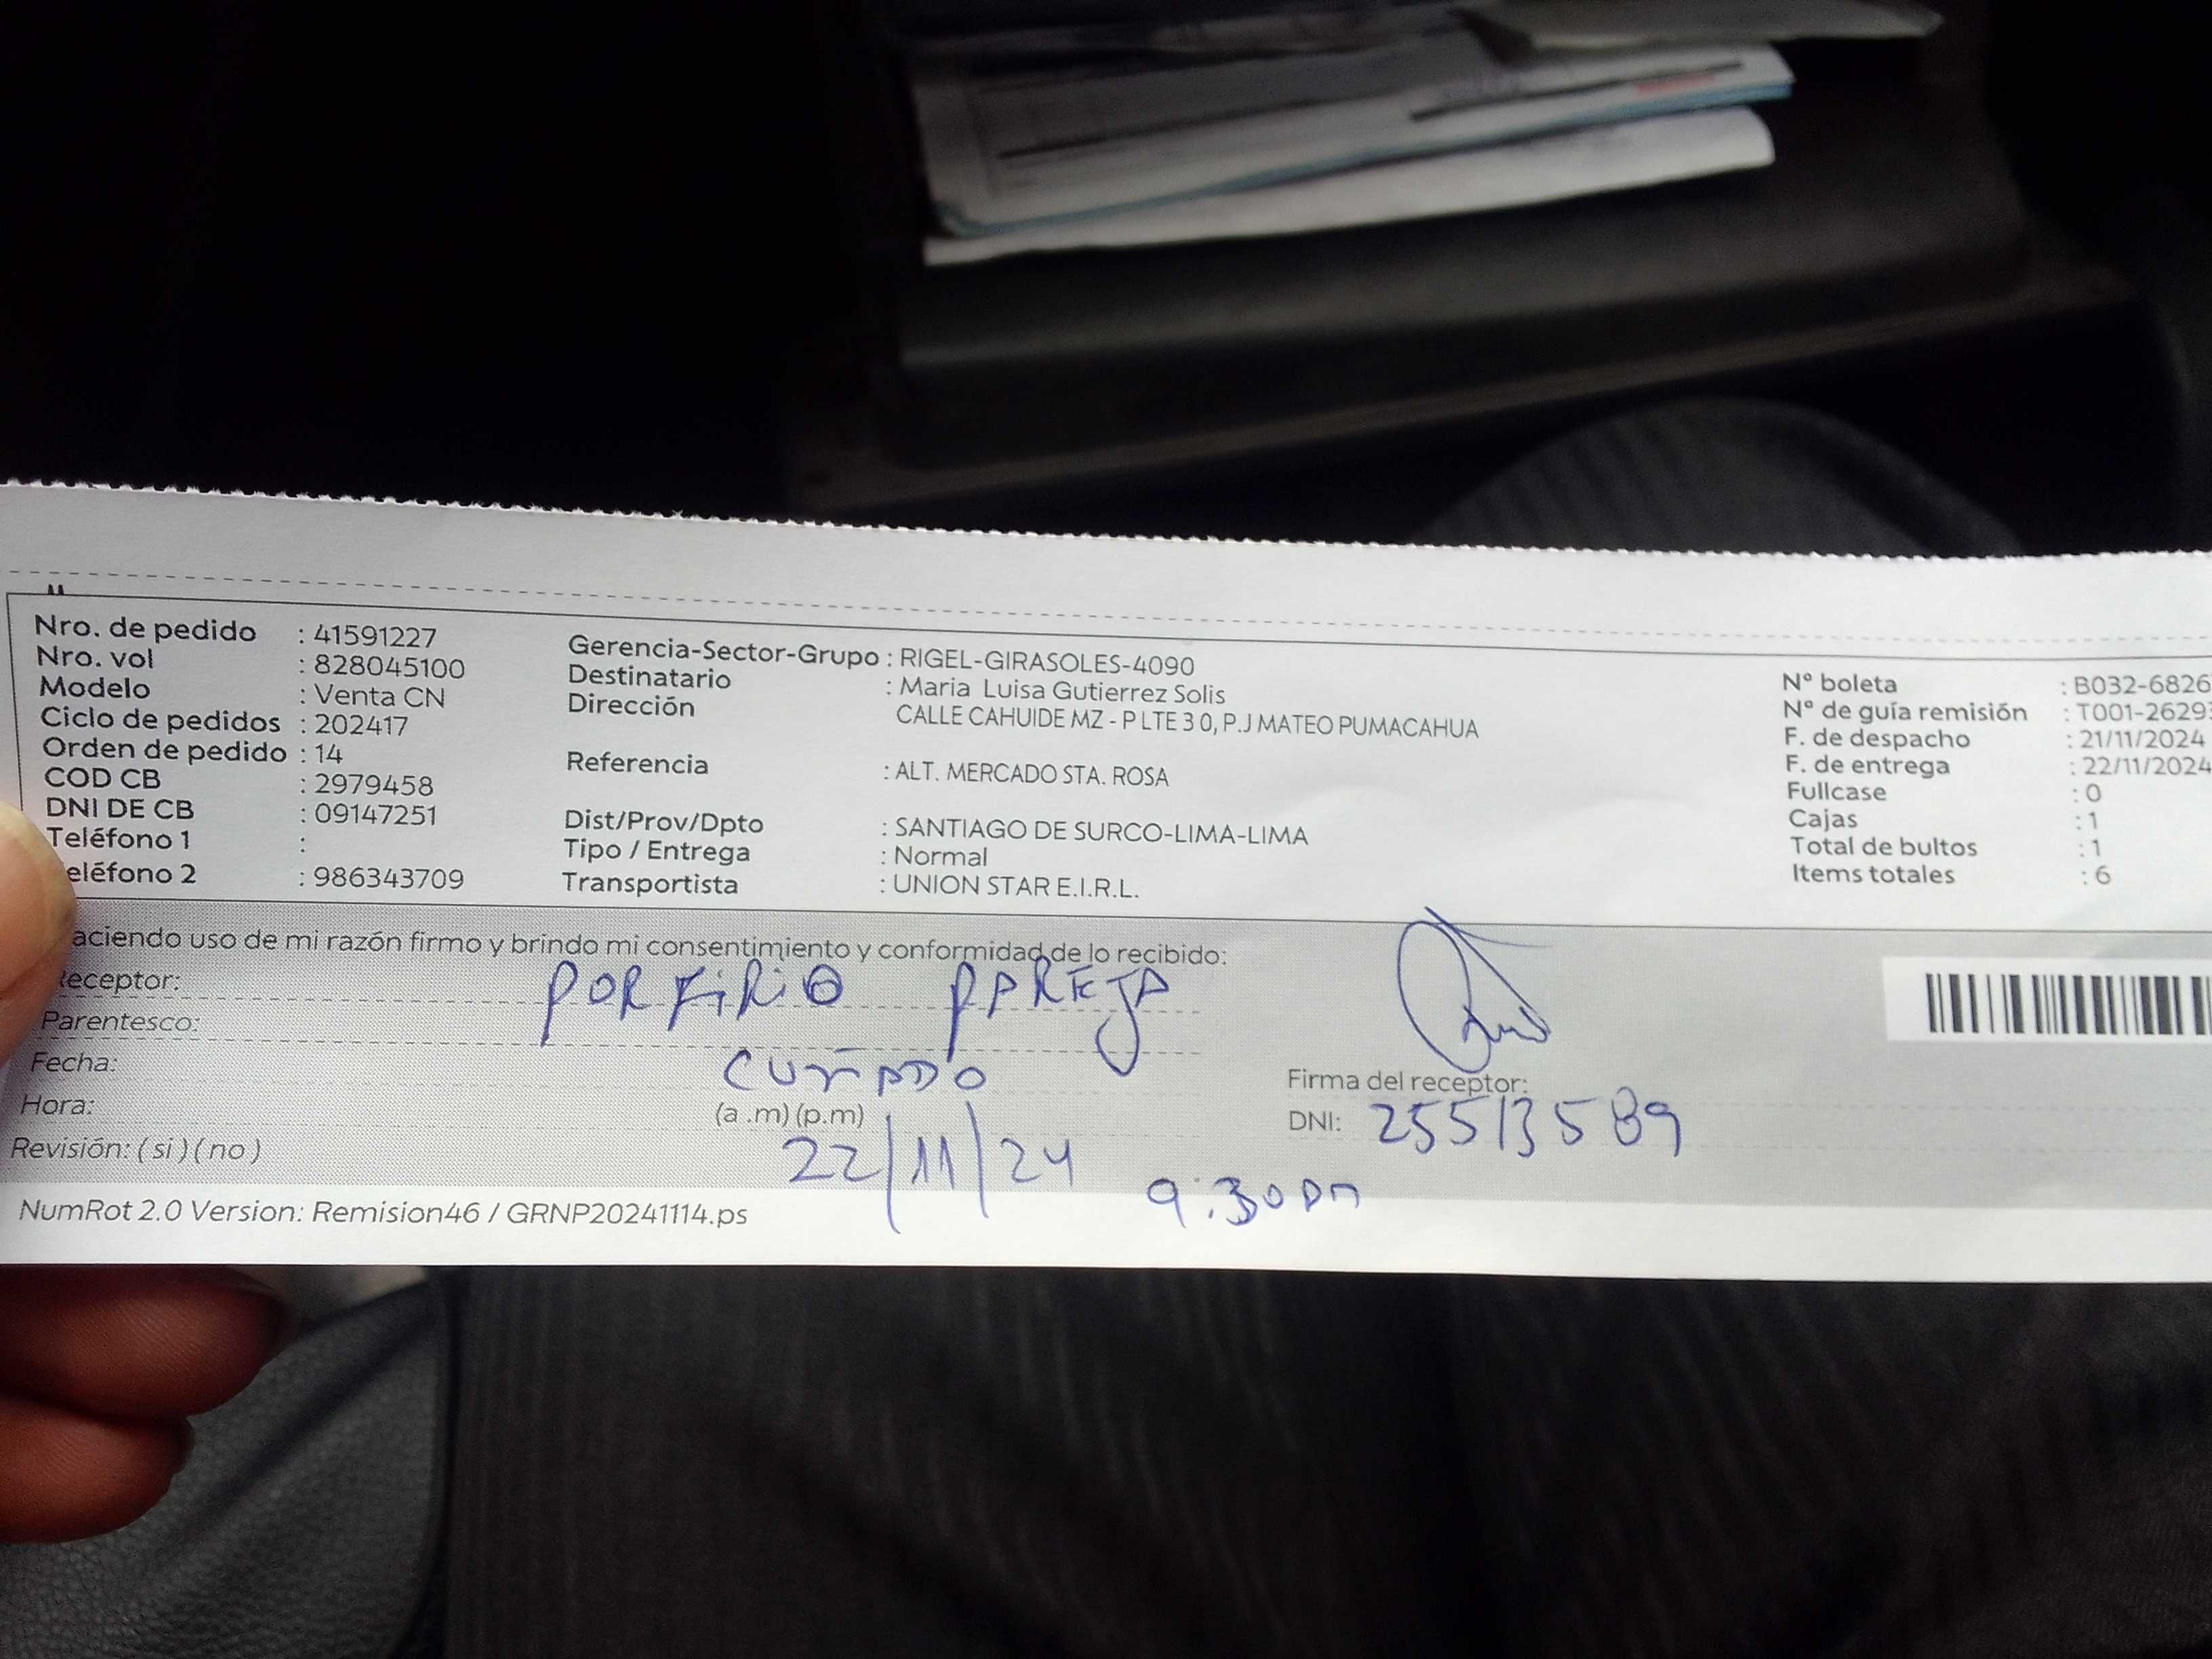 Nro. de pedido : 41591227
Nro. vol : 828045100
Modelo : Venta CN
Ciclo de pedidos : 202417
Orden de pedido : 14
COD CB : 2979458
DNI DE CB : 09147251
Teléfono 1 :
eléfono 2 : 986343709
Gerencia-Sector-Grupo : RIGEL-GIRASOLES-4090
Destinatario : Maria Luisa Gutierrez Solis
Dirección CALLE CAHUIDE MZ - P LTE 3 0, P.J MATEO PUMACAHUA
Referencia : ALT. MERCADO STA. ROSA
Dist/Prov/Dpto : SANTIAGO DE SURCO-LIMA-LIMA
Tipo / Entrega : Normal
Transportista : UNION STAR E.I.R.L.
N° boleta : B032-6826
N° de guía remisión : T001-2629
F. de despacho : 21/11/2024
F. de entrega : 22/11/2024
Fullcase : 0
Cajas : 1
Total de bultos : 1
Items totales : 6
aciendo uso de mi razón firmo y brindo mi consentimiento y conformidad de lo recibido:
eceptor: PORFIRIO PAREJA
Parentesco: CUÑADO
Fecha: 22/11/24
Hora: (a .m) (p.m) 9:30
Revisión: ( si ) ( no )
Firma del receptor:
DNI: 25513589
NumRot 2.0 Version: Remision46 / GRNP20241114.ps